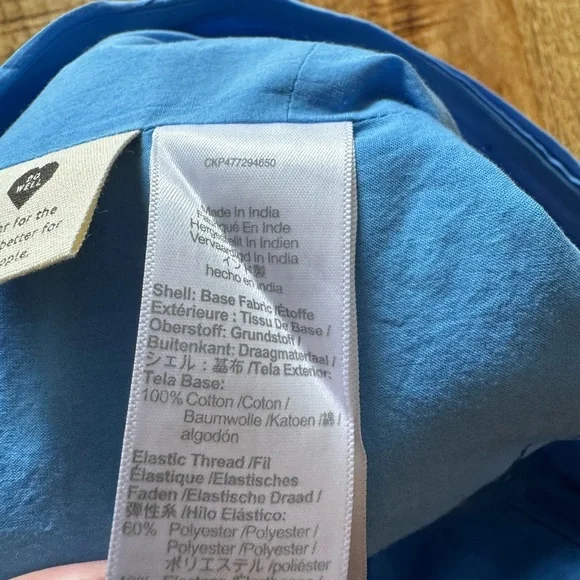 DO
WELL
er for the
better for
ople.
CKP477294650
Made In India
Fabriqué En Inde
Hergestellt In Indien
Vervaardigd In India
インド製
hecho en india
Shell: Base Fabric /Étoffe
Extérieure : Tissu De Base /
Oberstoff: Grundstoff /
Buitenkant: Draagmateriaal /
シェル : 基布 /Tela Exterior:
Tela Base:
100% Cotton /Coton /
Baumwolle /Katoen /綿 /
algodón
Elastic Thread /Fil
Élastique /Elastisches
Faden /Elastische Draad /
弾性糸 /Hilo Elástico:
60% Polyester /Polyester /
Polyester /Polyester /
ポリエステル /poliéster